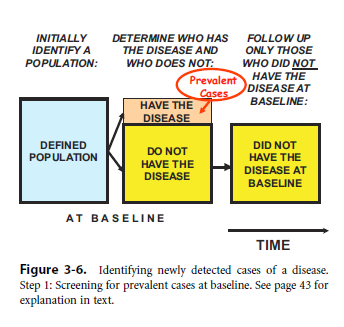 INITIALLY
IDENTIFY A
POPULATION:
DETERMINE WHO HAS
THE DISEASE AND
WHO DOES NOT:
FOLLOW UP
ONLY THOSE
WHO DID NOT
HAVE THE
DISEASE AT
BASELINE:
Prevalent
Cases
DEFINED
POPULATION
HAVE THE
DISEASE
DO NOT
HAVE THE
DISEASE
DID NOT
HAVE THE
DISEASE AT
BASELINE
AT BASELINE
TIME
Figure 3-6. Identifying newly detected cases of a disease.
Step 1: Screening for prevalent cases at baseline. See page 43 for
explanation in text.